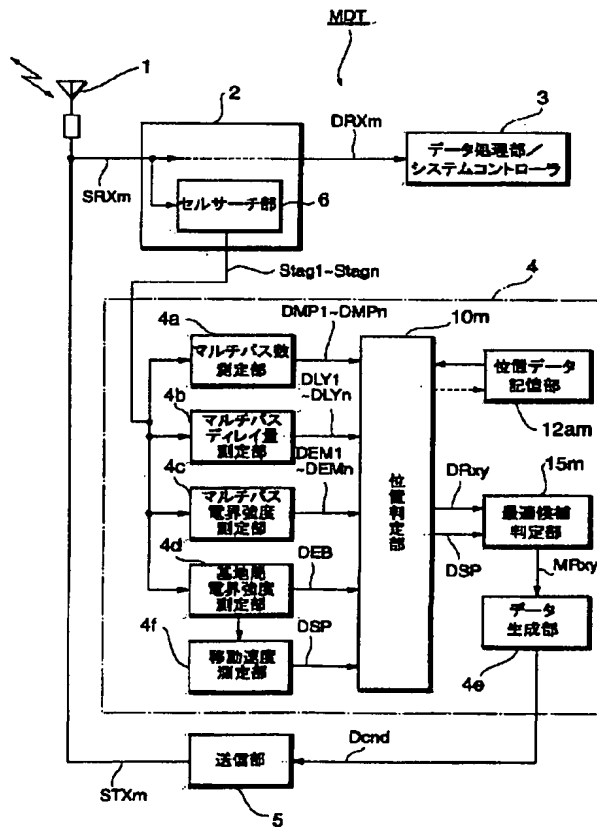 MDT
1
2
DRXm
3
データ処理部/
システムコントローラ
SRXm
セルサーチ部
6
Stag1~Stagn
4
4a
マルチパス数
測定部
DMP1~DMPn
10m
4b
マルチパス
ディレイ量
測定部
DLY1
~DLYn
位置データ
記憶部
12am
4c
マルチパス
電界強度
測定部
DEM1
~DEMn
位置判定部
DRxy
15m
最適候補
判定部
DSP
MRxy
4d
基地局
電界強度
測定部
DEB
4f
移動速度
測定部
DSP
データ
生成部
4e
Dcnd
送信部
STXm
5